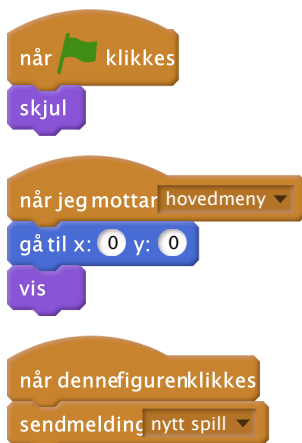 når klikkes
skjul
når jeg mottar hovedmeny
gå til x: 0 y: 0
vis
når denne figuren klikkes
send melding nytt spill